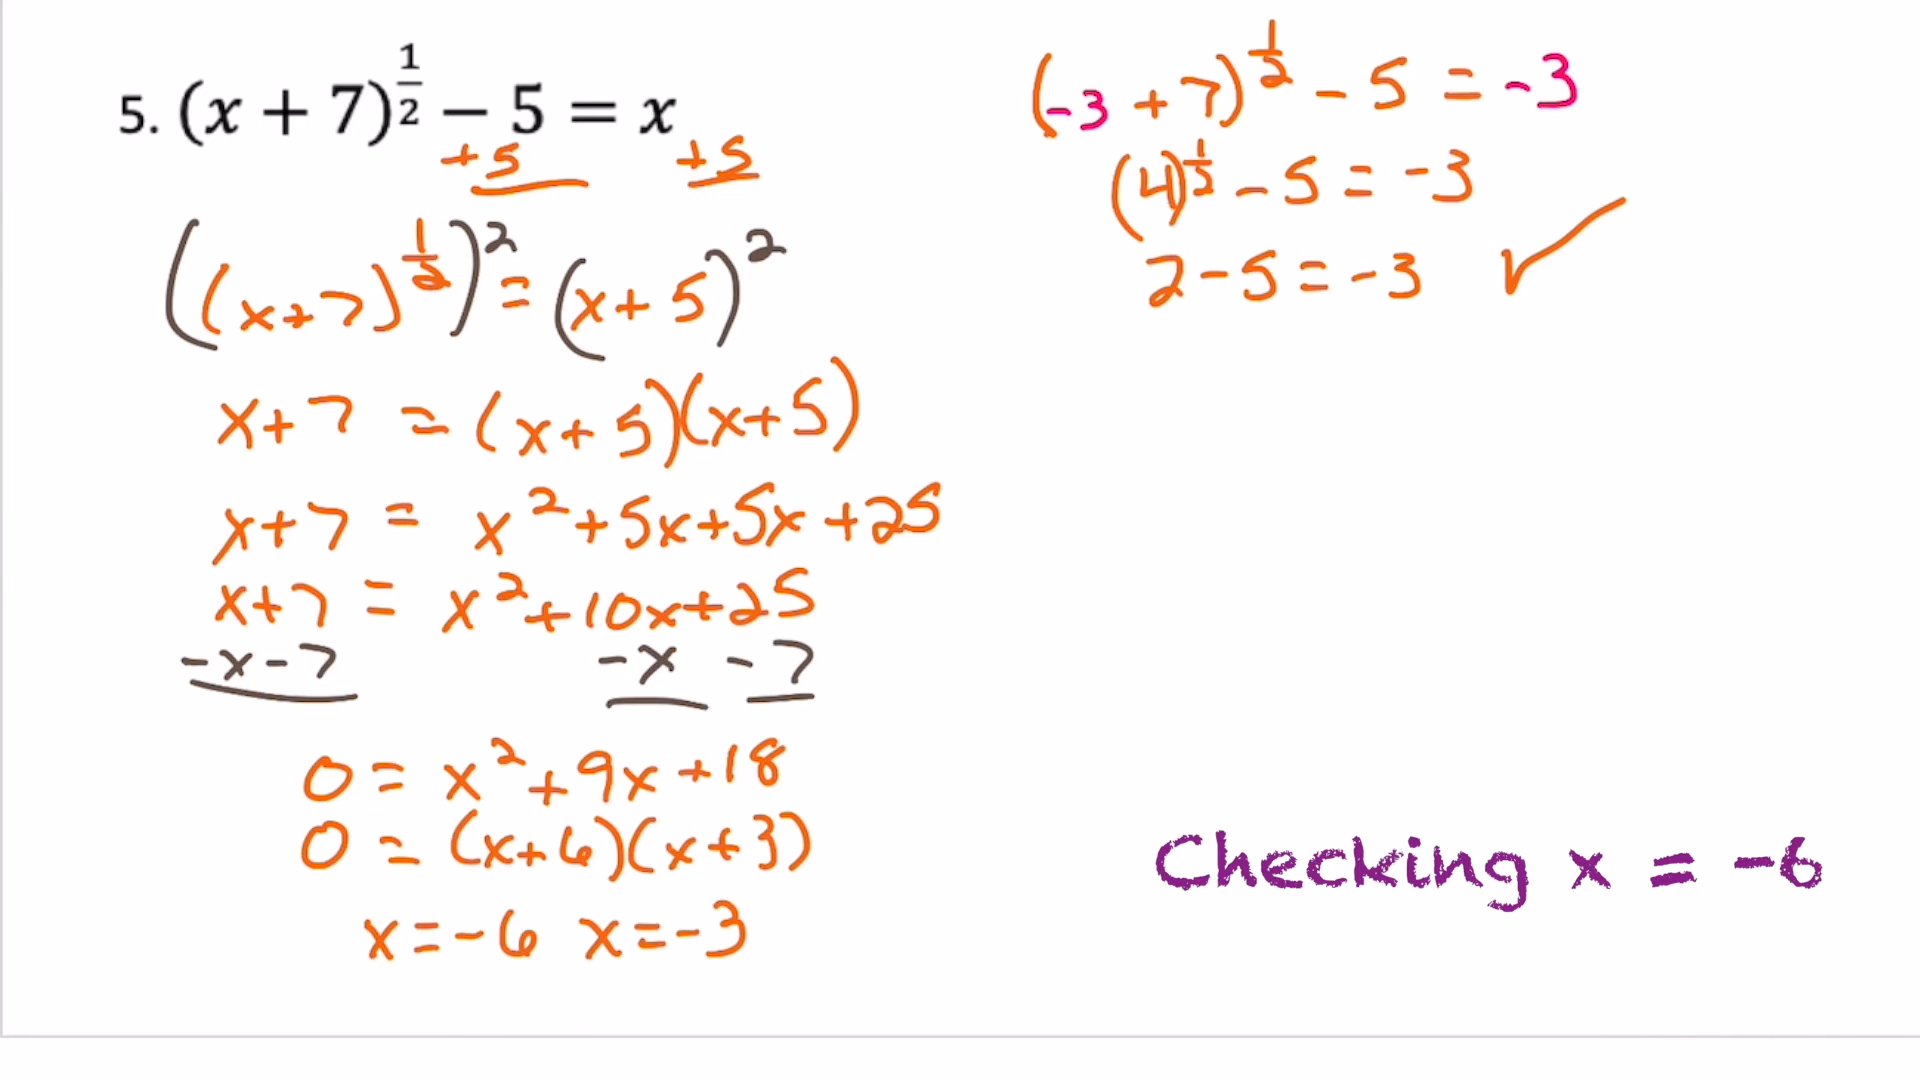 5. (x + 7)^{1/2} − 5 = x
+5 +5
((x+7)^{1/2})^2 = (x+5)^2
x+7 = (x+5)(x+5)
x+7 = x^2+5x+5x+25
x+7 = x^2+10x+25
-x-7 -x -7
0 = x^2+9x+18
0 = (x+6)(x+3)
x=-6 x=-3
(-3 +7)^{1/2} - 5 = -3
(4)^{1/2} - 5 = -3
2-5=-3 ✓
Checking x = -6